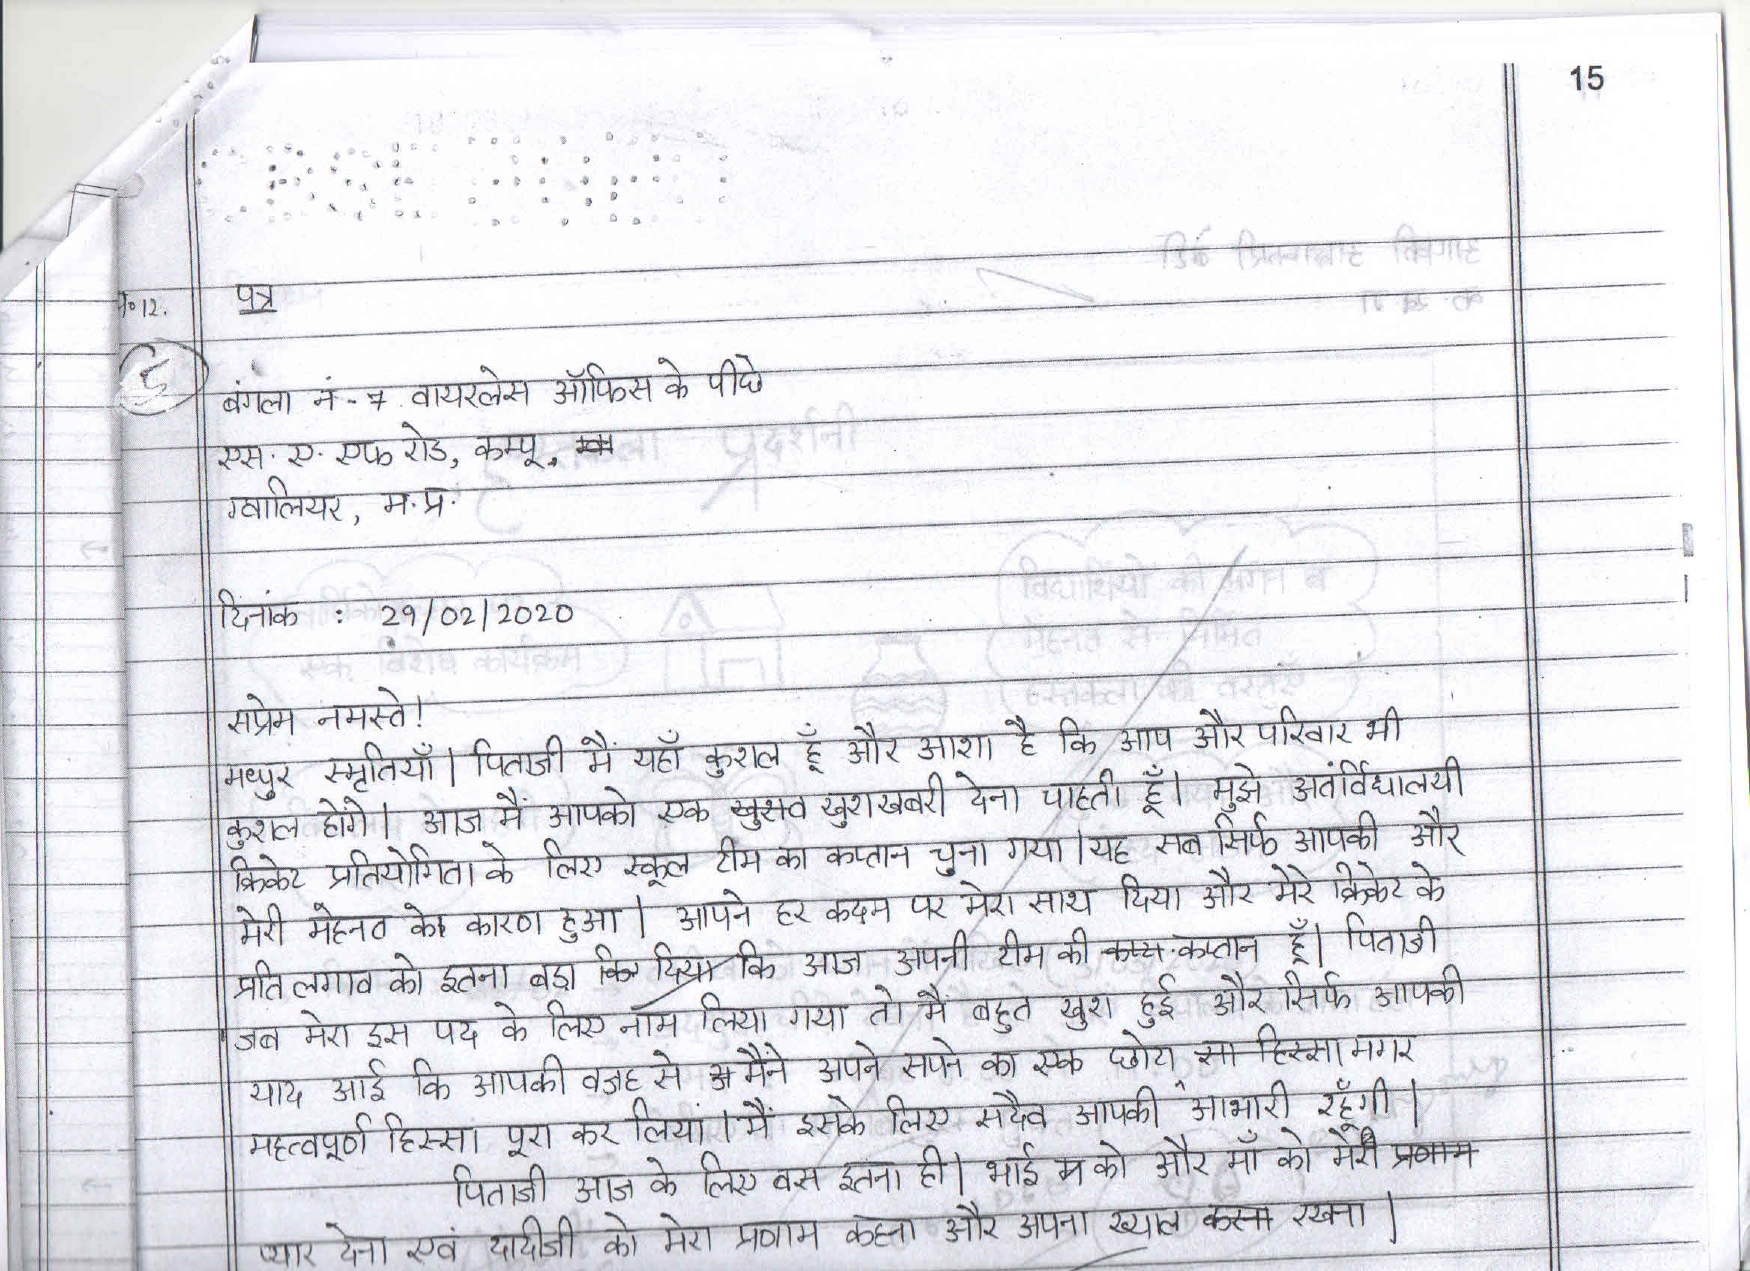 15
नं॰12.
पत्र
5
बंगला नं - 7 वायरलेस ऑफिस के पीछे
एस. ए. एफ रोड, कम्पू,
ग्वालियर, म.प्र.
दिनांक : 29/02/2020
सप्रेम नमस्ते!
मधुर स्मृतियाँ। पिताजी मैं यहाँ कुशल हूँ और आशा है कि आप और परिवार भी
कुशल होंगे। आज मैं आपको एक खुशखबरी देना चाहती हूँ। मुझे अतंर्विद्यालयी
क्रिकेट प्रतियोगिता के लिए स्कूल टीम का कप्तान चुना गया। यह सब सिर्फ आपकी और
मेरी मेहनत के कारण हुआ। आपने हर कदम पर मेरा साथ दिया और मेरे क्रिकेट के
प्रति लगाव को इतना बड़ा कर दिया कि आज अपनी टीम की कप्तान हूँ। पिताजी
जब मेरा इस पद के लिए नाम लिया गया तो मैं बहुत खुश हुई और सिर्फ आपकी
याद आई कि आपकी वजह से मैंने अपने सपने का एक छोटा सा हिस्सा मगर
महत्वपूर्ण हिस्सा पूरा कर लिया। मैं इसके लिए सदैव आपकी आभारी रहूँगी।
पिताजी आज के लिए बस इतना ही। भाई को और माँ को मेरी प्रणाम
प्यार देना एवं दादीजी को मेरा प्रणाम कहना और अपना ख्याल रखना।